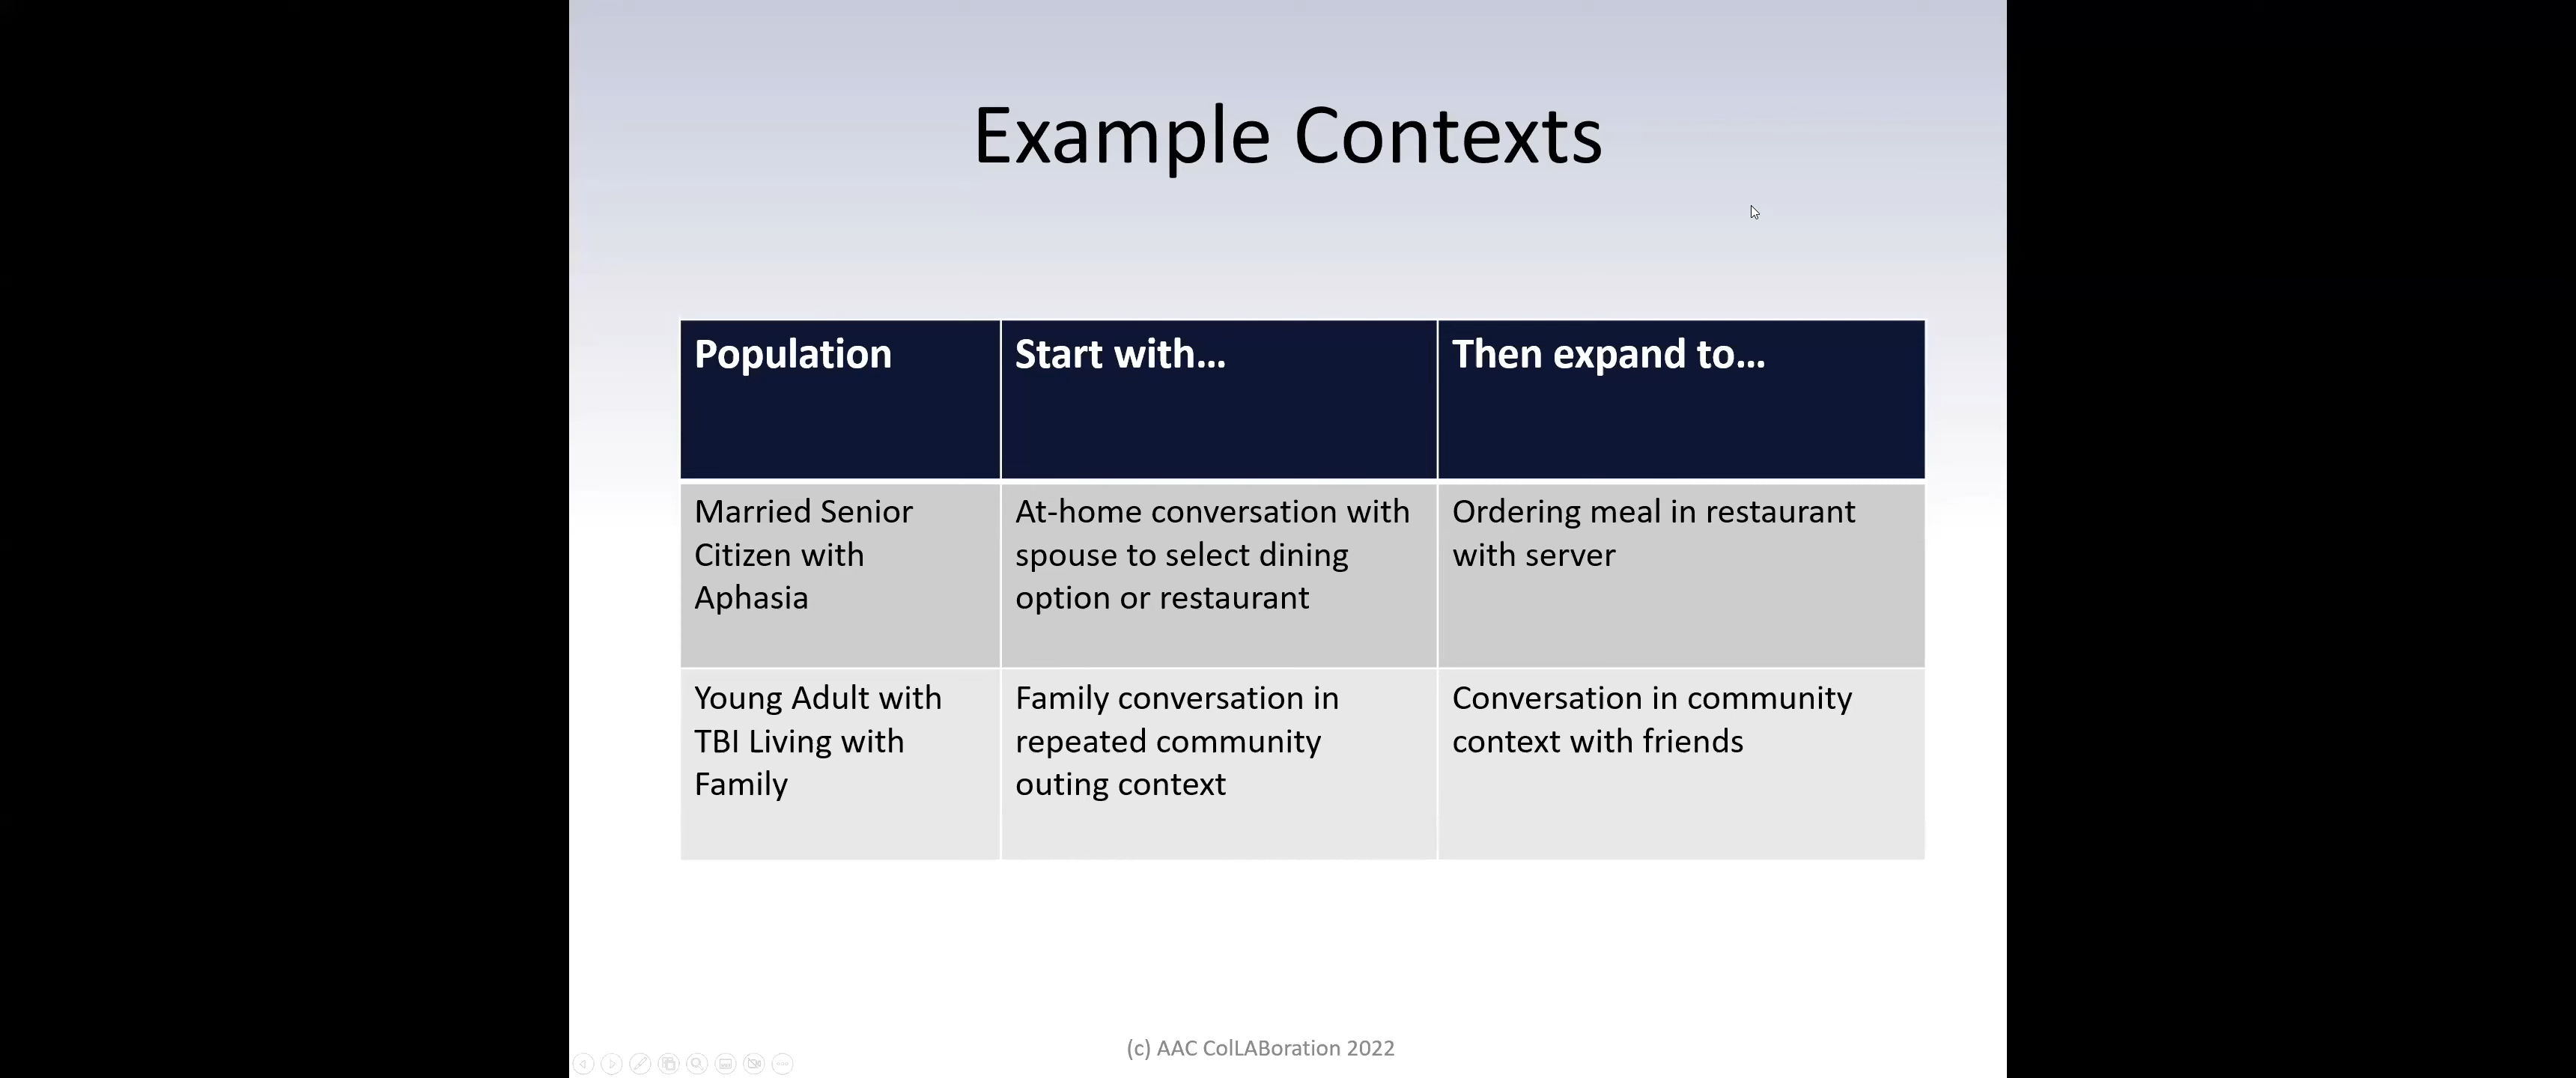 Example Contexts
Population
Start with...
Then expand to...
Married Senior
Citizen with
Aphasia
At-home conversation with
spouse to select dining
option or restaurant
Ordering meal in restaurant
with server
Young Adult with
TBI Living with
Family
Family conversation in
repeated community
outing context
Conversation in community
context with friends
(c) AAC ColLABoration 2022